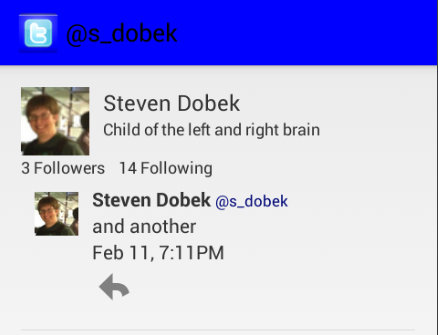 @s_dobek
Steven Dobek
Child of the left and right brain
3 Followers 14 Following
Steven Dobek @s_dobek
and another
Feb 11, 7:11PM